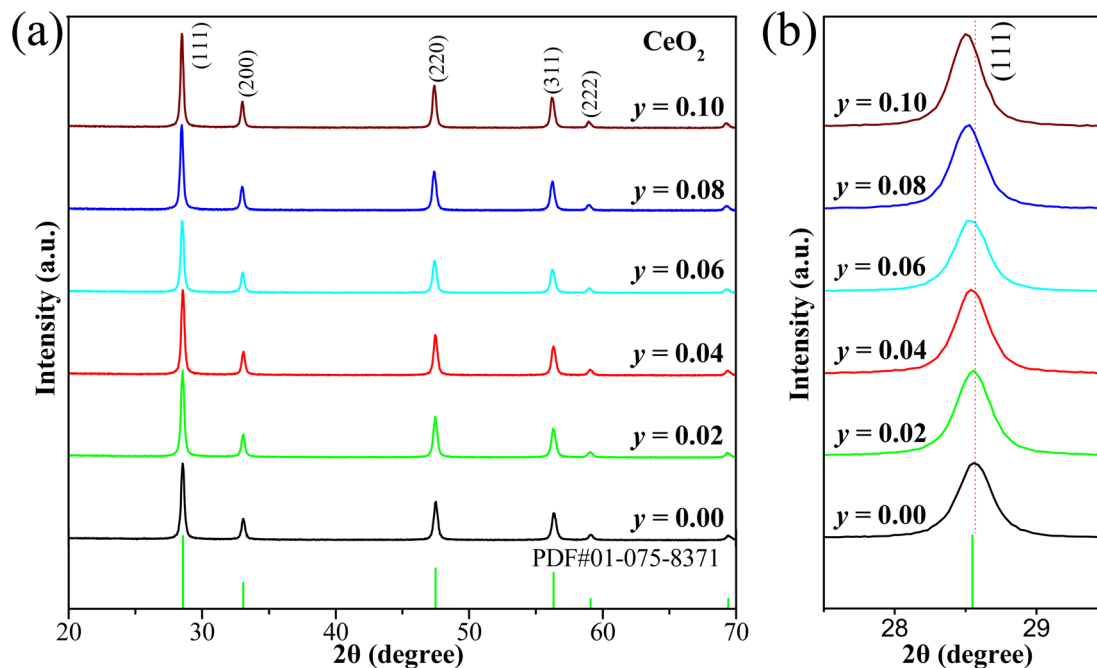 (a)
CeO2
(111)
(200)
(220)
(311)
(222)
y = 0.10
y = 0.08
y = 0.06
y = 0.04
y = 0.02
y = 0.00
PDF#01-075-8371
Intensity (a.u.)
20 30 40 50 60 70
2θ (degree)
(b)
(111)
y = 0.10
y = 0.08
y = 0.06
y = 0.04
y = 0.02
y = 0.00
Intensity (a.u.)
28 29
2θ (degree)